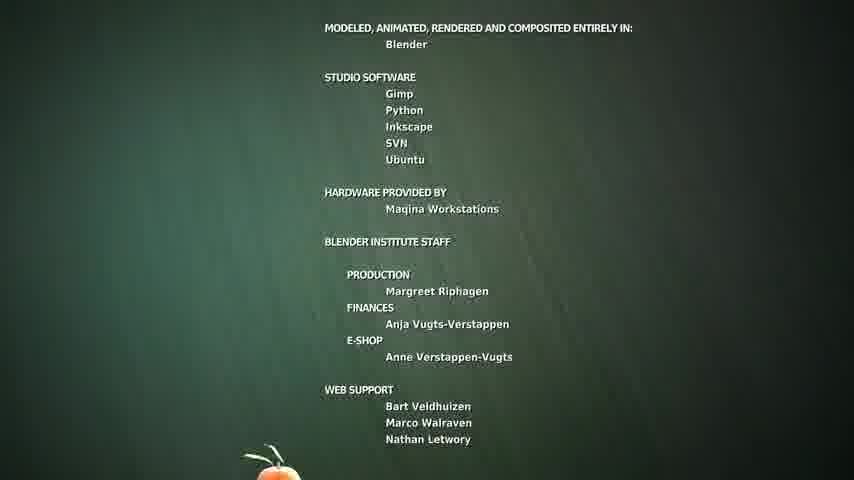 MODELED, ANIMATED, RENDERED AND COMPOSITED ENTIRELY IN:
Blender
STUDIO SOFTWARE
Gimp
Python
Inkscape
SVN
Ubuntu
HARDWARE PROVIDED BY
Maqina Workstations
BLENDER INSTITUTE STAFF
PRODUCTION
Margreet Riphagen
FINANCES
Anja Vugts-Verstappen
E-SHOP
Anne Verstappen-Vugts
WEB SUPPORT
Bart Veldhuizen
Marco Walraven
Nathan Letwory